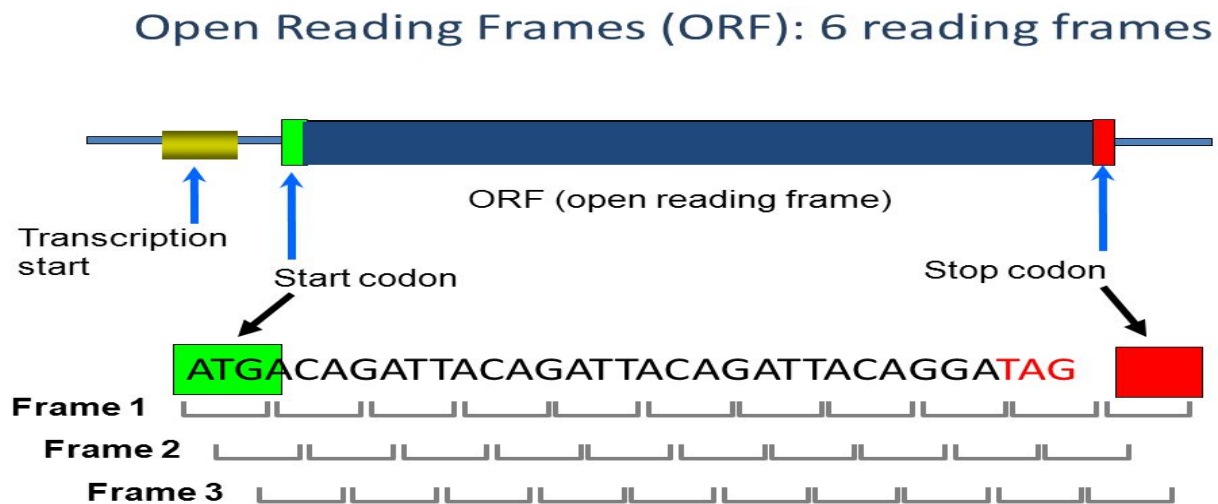 Open Reading Frames (ORF): 6 reading frames
ORF (open reading frame)
Transcription
start
Start codon
Stop codon
ATGACAGATTACAGATTACAGATTACAGGATAG
Frame 1
Frame 2
Frame 3